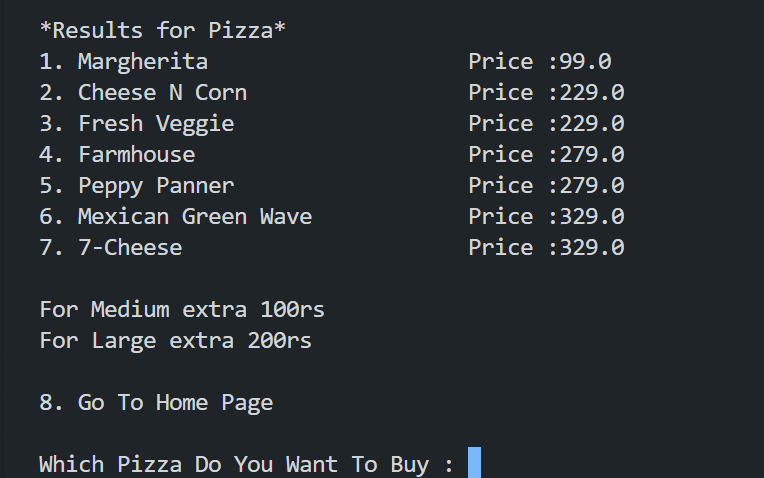 *Results for Pizza*
1. Margherita Price :99.0
2. Cheese N Corn Price :229.0
3. Fresh Veggie Price :229.0
4. Farmhouse Price :279.0
5. Peppy Panner Price :279.0
6. Mexican Green Wave Price :329.0
7. 7-Cheese Price :329.0
For Medium extra 100rs
For Large extra 200rs
8. Go To Home Page
Which Pizza Do You Want To Buy :